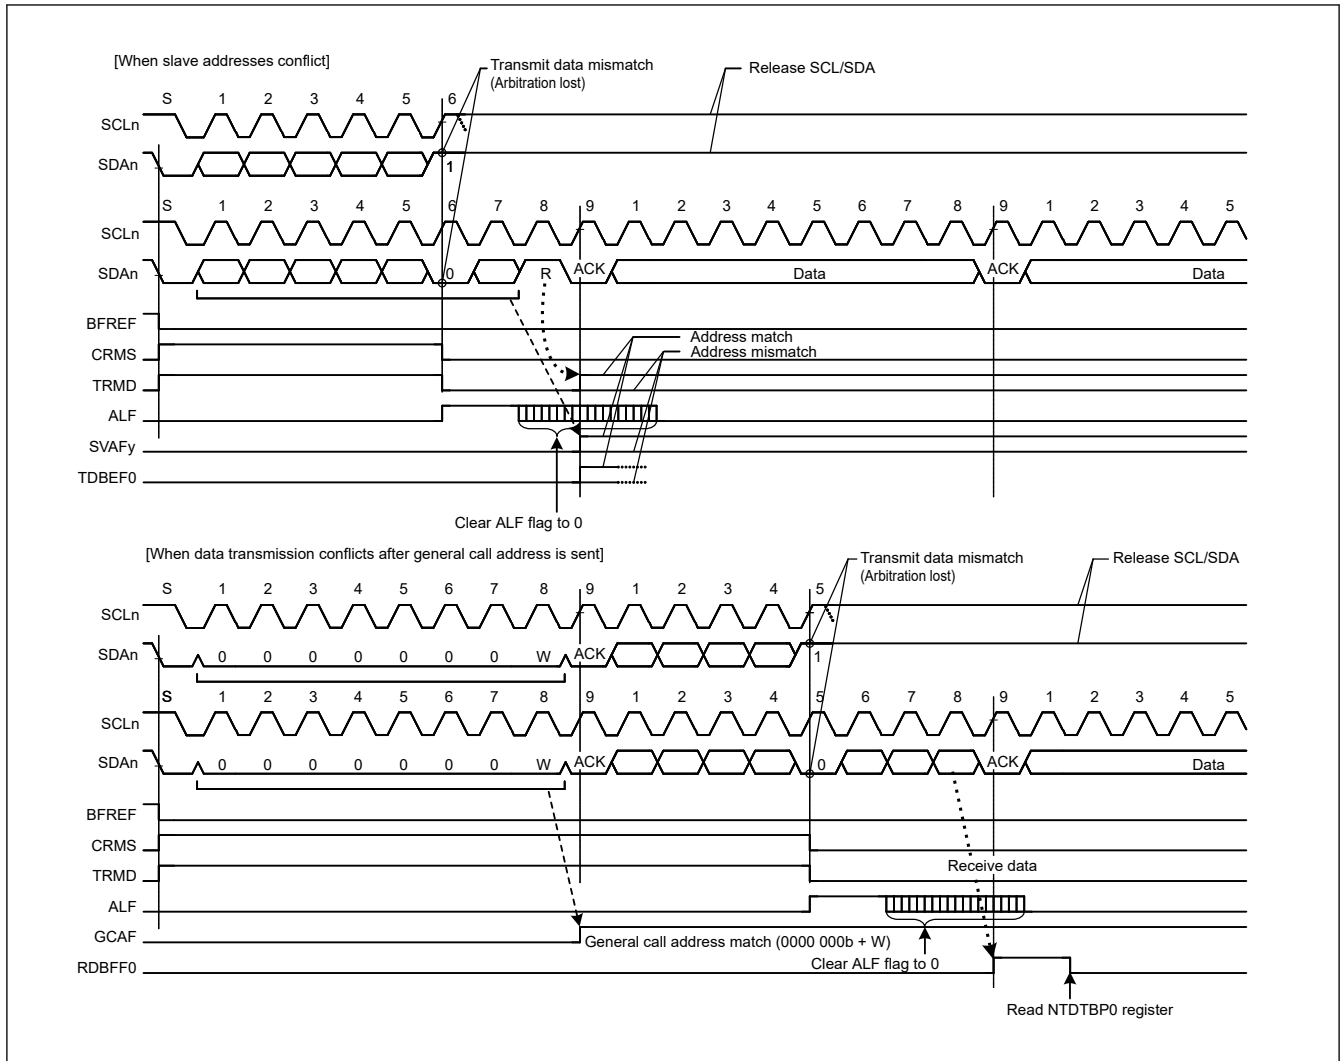 [When slave addresses conflict]
Transmit data mismatch
(Arbitration lost)
Release SCL/SDA
S 1 2 3 4 5 6
SCLn
SDAn 1
S 1 2 3 4 5 6 7 8 9 1 2 3 4 5 6 7 8 9 1 2 3 4 5
SCLn
SDAn 0 R ACK Data ACK Data
BFREF
Address match
CRMS
Address mismatch
TRMD
ALF
SVAFy
TDBEF0
Clear ALF flag to 0
[When data transmission conflicts after general call address is sent]
Transmit data mismatch
(Arbitration lost)
Release SCL/SDA
S 1 2 3 4 5 6 7 8 9 1 2 3 4 5
SCLn
SDAn 0 0 0 0 0 0 0 W ACK 1
S 1 2 3 4 5 6 7 8 9 1 2 3 4 5 6 7 8 9 1 2 3 4 5
SCLn
SDAn 0 0 0 0 0 0 0 W ACK 0 ACK Data
BFREF
CRMS
Receive data
TRMD
ALF
GCAF
General call address match (0000 000b + W)
Clear ALF flag to 0
RDBFF0
Read NTDTBP0 register